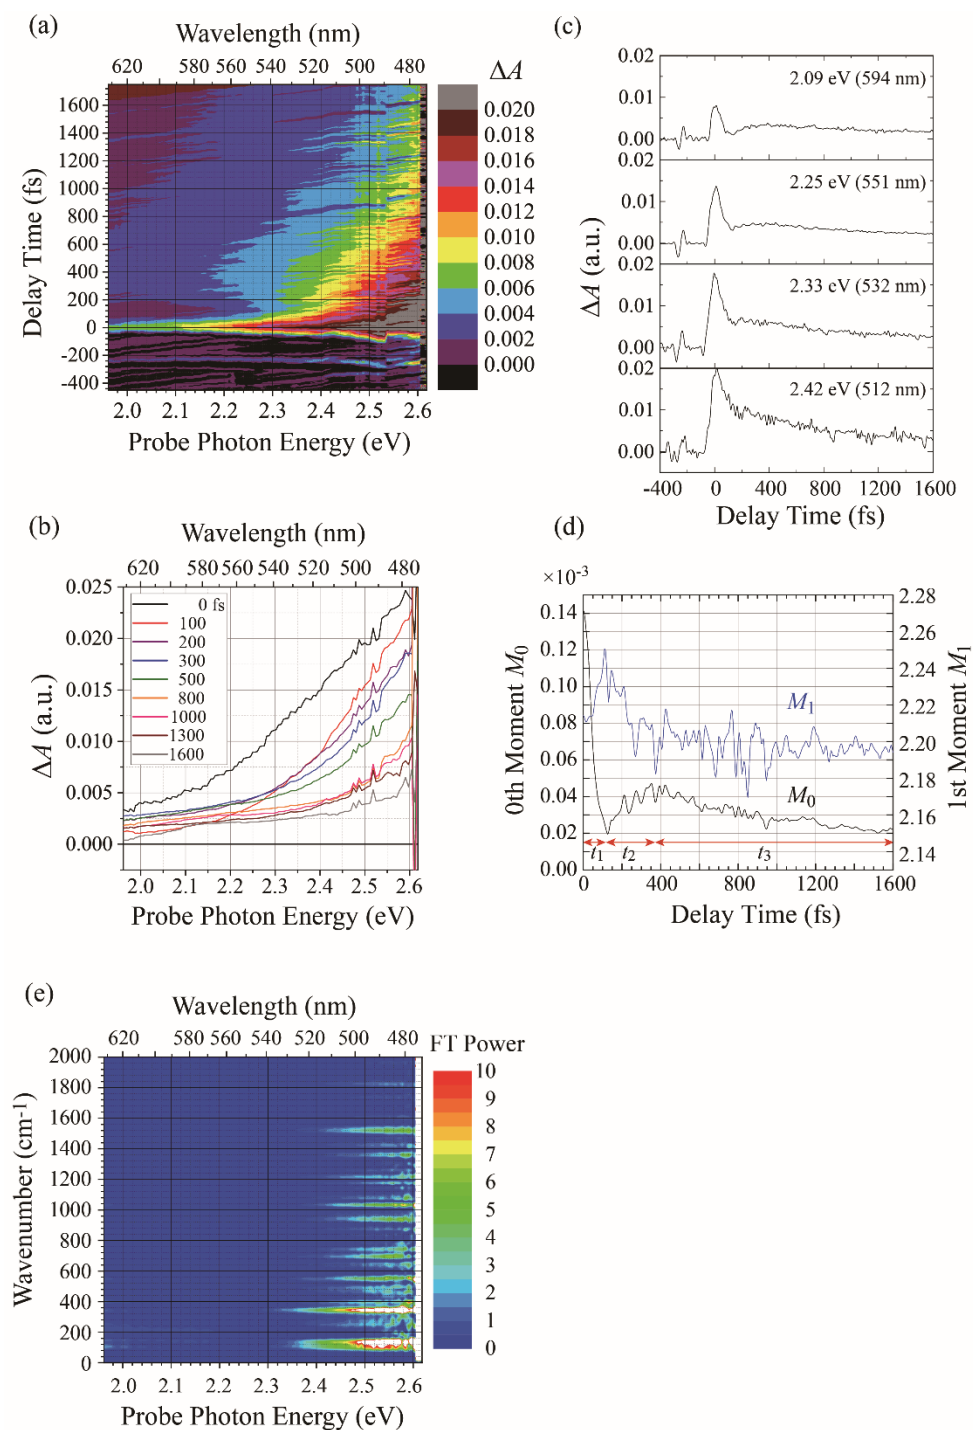 (a)
Wavelength (nm)
620 580 560 540 520 500 480
ΔA
1600
1400
1200
1000
800
600
400
200
0
-200
-400
Delay Time (fs)
0.020
0.018
0.016
0.014
0.012
0.010
0.008
0.006
0.004
0.002
0.000
2.0 2.1 2.2 2.3 2.4 2.5 2.6
Probe Photon Energy (eV)
(c)
0.02
0.01
0.00
2.09 eV (594 nm)
0.02
0.01
0.00
2.25 eV (551 nm)
0.02
0.01
0.00
2.33 eV (532 nm)
0.02
0.01
0.00
2.42 eV (512 nm)
ΔA (a.u.)
-400 0 400 800 1200 1600
Delay Time (fs)
(b)
Wavelength (nm)
620 580 560 540 520 500 480
0.025
0.020
0.015
0.010
0.005
0.000
ΔA (a.u.)
0 fs
100
200
300
500
800
1000
1300
1600
2.0 2.1 2.2 2.3 2.4 2.5 2.6
Probe Photon Energy (eV)
(d)
×10⁻³
0.14
0.12
0.10
0.08
0.06
0.04
0.02
0.00
0th Moment M₀
2.28
2.26
2.24
2.22
2.20
2.18
2.16
2.14
1st Moment M₁
M₁
M₀
t₁ t₂ t₃
0 400 800 1200 1600
Delay Time (fs)
(e)
Wavelength (nm)
620 580 560 540 520 500 480
FT Power
2000
1800
1600
1400
1200
1000
800
600
400
200
0
Wavenumber (cm⁻¹)
10
9
8
7
6
5
4
3
2
1
0
2.0 2.1 2.2 2.3 2.4 2.5 2.6
Probe Photon Energy (eV)